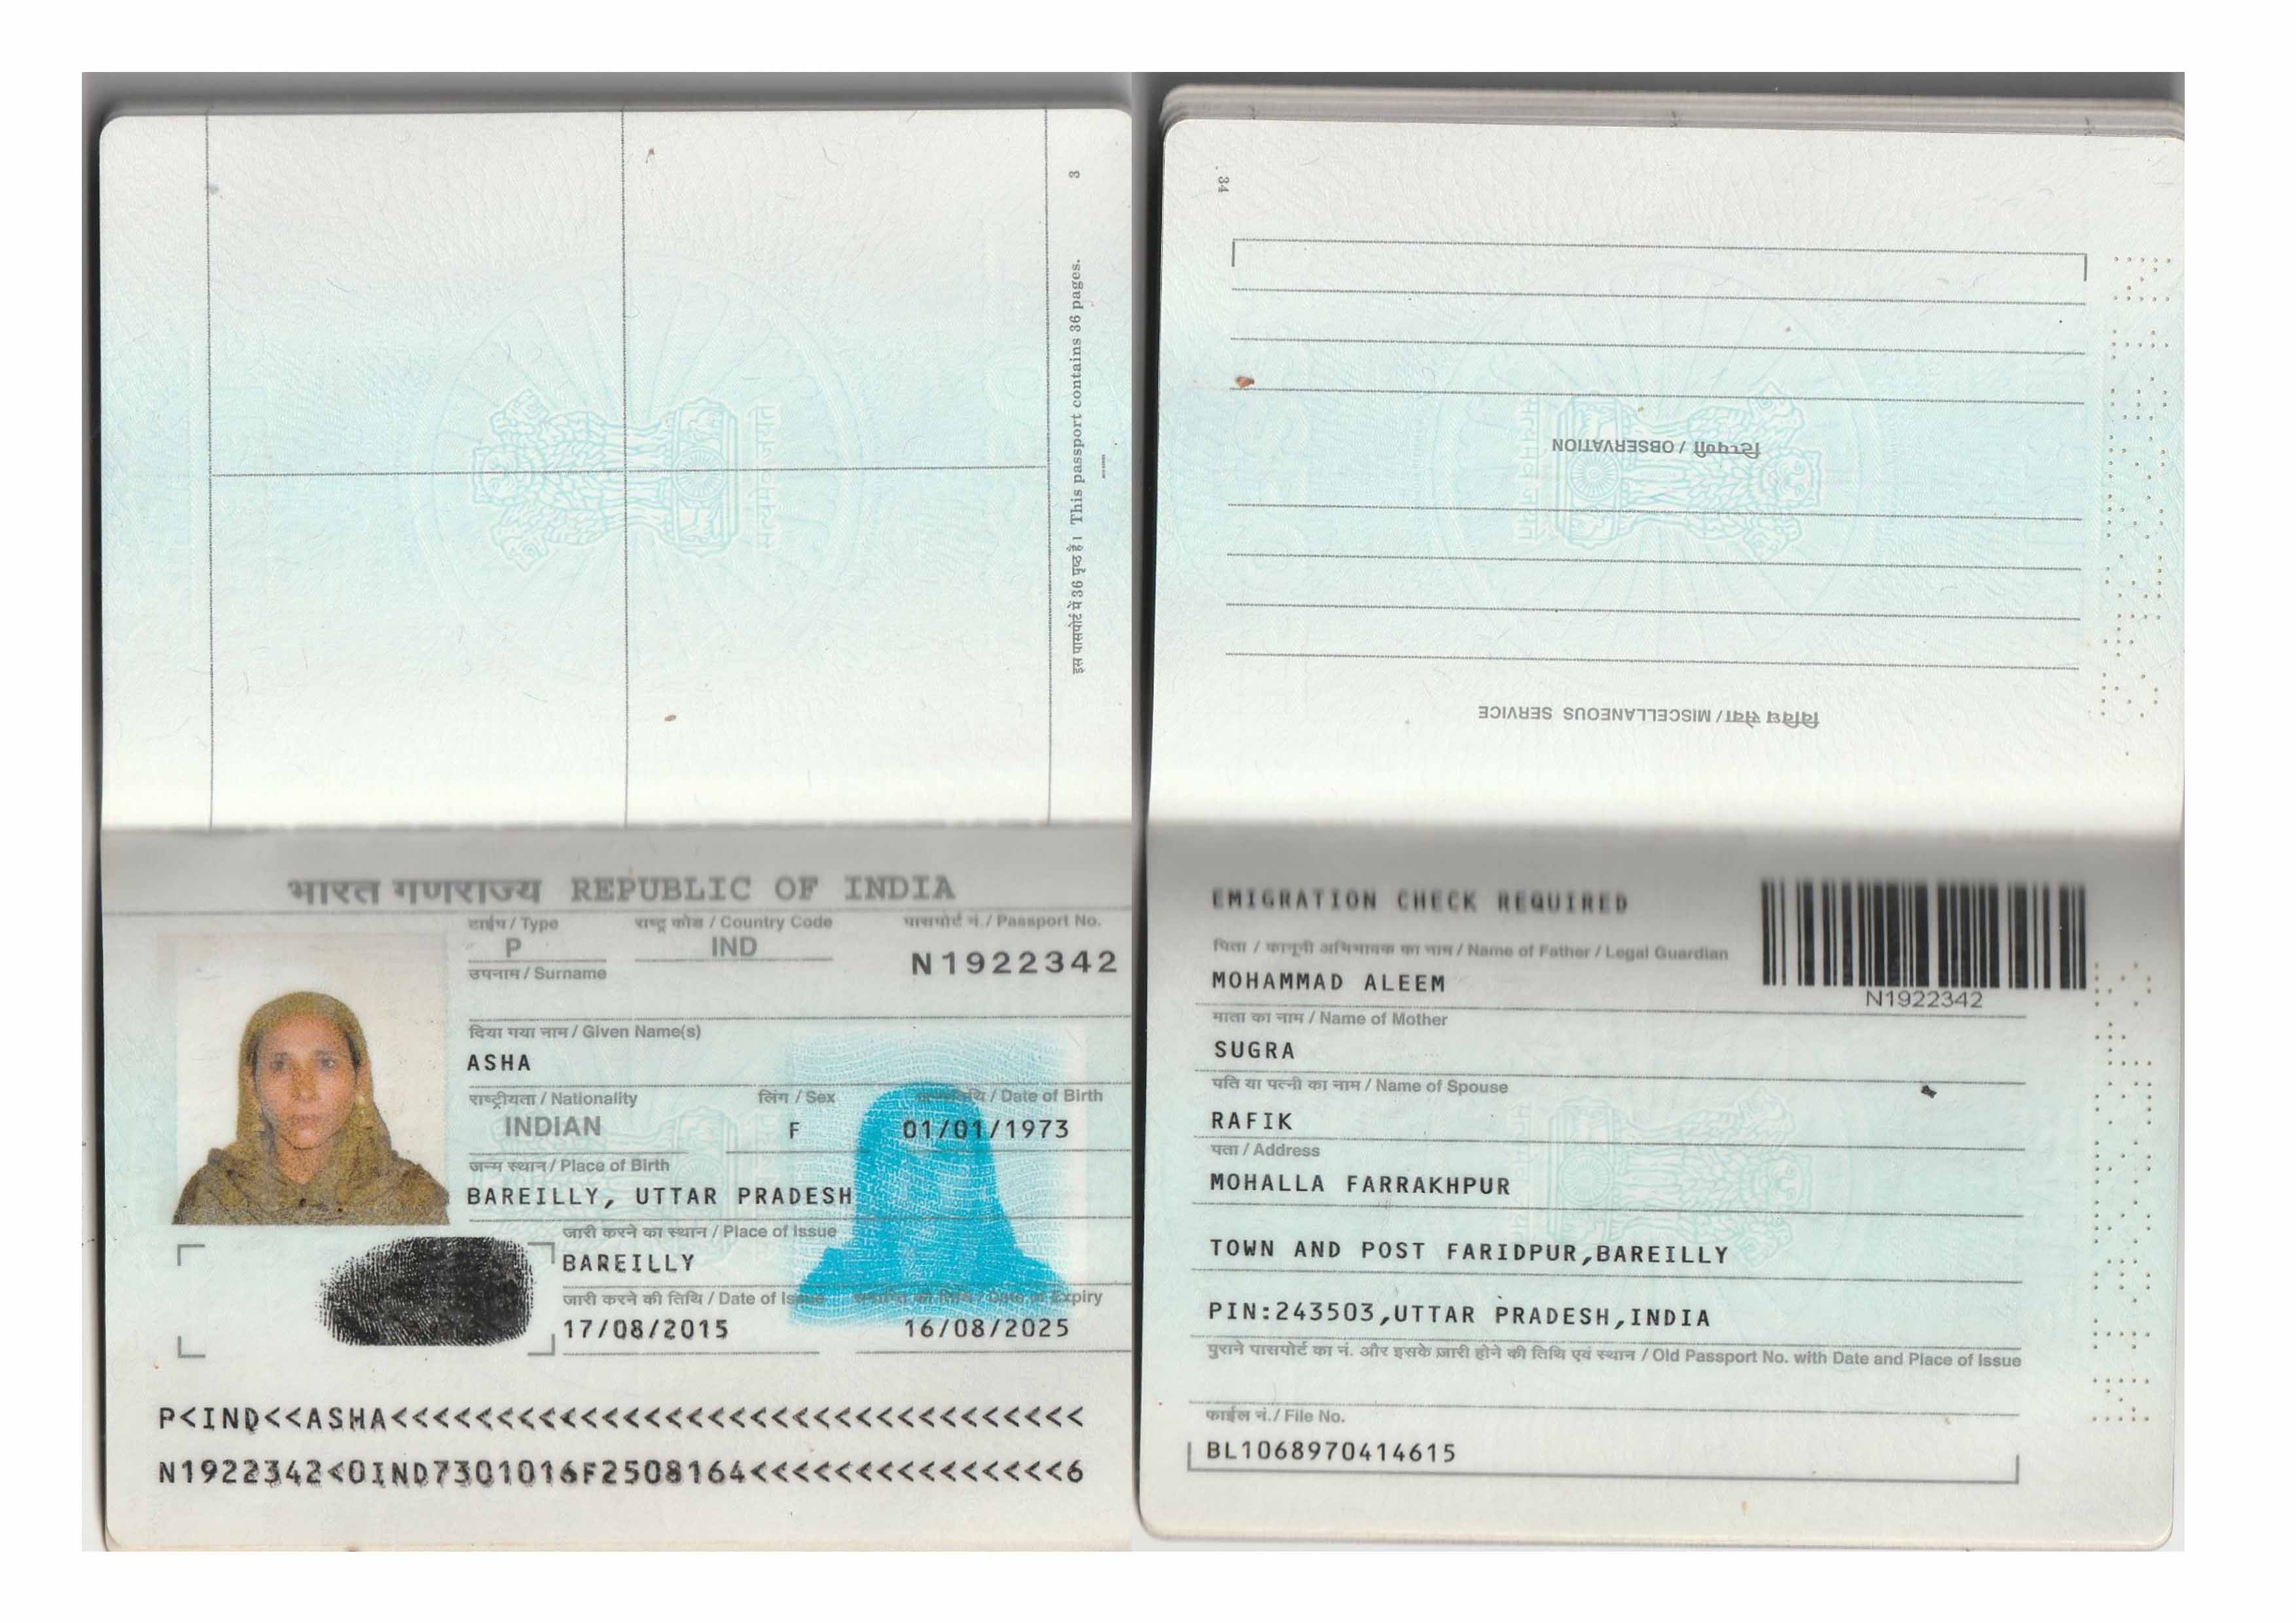 3
इस पासपोर्ट में 36 पृष्ठ हैं। This passport contains 36 pages.
भारत गणराज्य REPUBLIC OF INDIA
टाईप / Type राष्ट्र कोड / Country Code पासपोर्ट नं. / Passport No.
P IND N1922342
उपनाम / Surname
दिया गया नाम / Given Name(s)
ASHA
राष्ट्रीयता / Nationality लिंग / Sex / Date of Birth
INDIAN F 01/01/1973
जन्म स्थान / Place of Birth
BAREILLY, UTTAR PRADESH
जारी करने का स्थान / Place of Issue
BAREILLY
जारी करने की तिथि / Date of Issue समाप्ति की तिथि / Date of Expiry
17/08/2015 16/08/2025
P<IND<<ASHA<<<<<<<<<<<<<<<<<<<<<<<<<<<<<<<<<
N1922342<0IND7301016F2508164<<<<<<<<<<<<<<<6
34
टिप्पणी / OBSERVATION
विविध सेवा / MISCELLANEOUS SERVICE
EMIGRATION CHECK REQUIRED
पिता / कानूनी अभिभावक का नाम / Name of Father / Legal Guardian
MOHAMMAD ALEEM
N1922342
माता का नाम / Name of Mother
SUGRA
पति या पत्नी का नाम / Name of Spouse
RAFIK
पता / Address
MOHALLA FARRAKHPUR
TOWN AND POST FARIDPUR,BAREILLY
PIN:243503,UTTAR PRADESH,INDIA
पुराने पासपोर्ट का नं. और इसके जारी होने की तिथि एवं स्थान / Old Passport No. with Date and Place of Issue
फाईल नं. / File No.
BL1068970414615